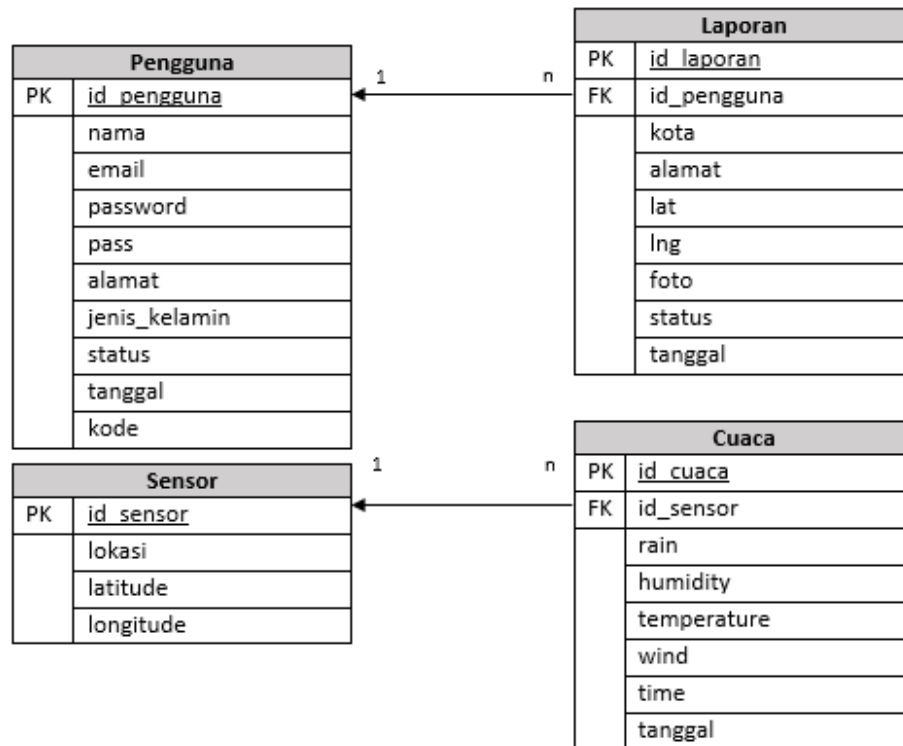 Pengguna
PK id_pengguna
nama
email
password
pass
alamat
jenis_kelamin
status
tanggal
kode
1 n
Laporan
PK id_laporan
FK id_pengguna
kota
alamat
lat
lng
foto
status
tanggal
Sensor
PK id_sensor
lokasi
latitude
longitude
1 n
Cuaca
PK id_cuaca
FK id_sensor
rain
humidity
temperature
wind
time
tanggal